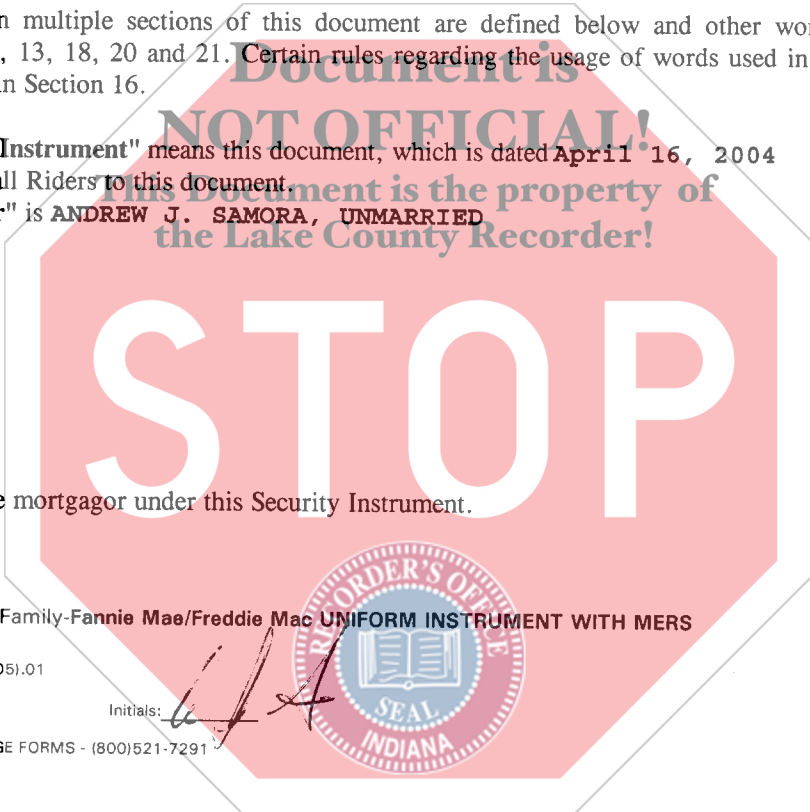 n multiple sections of this document are defined below and other wor
, 13, 18, 20 and 21. Certain rules regarding the usage of words used in
n Section 16.
Document is
NOT OFFICIAL!
Instrument" means this document, which is dated April 16, 2004
ll Riders to this document.
This Document is the property of
" is ANDREW J. SAMORA, UNMARRIED
the Lake County Recorder!
STOP
e mortgagor under this Security Instrument.
RECORDER'S OFFICE
Family-Fannie Mae/Freddie Mac UNIFORM INSTRUMENT WITH MERS
05).01
Initials:
SEAL
INDIANA
GE FORMS - (800)521-7291